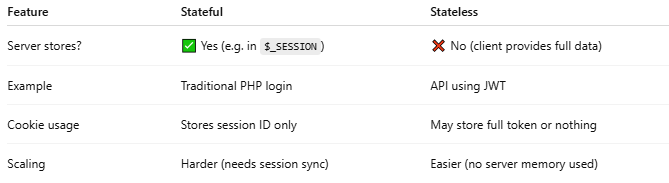 Feature Stateful Stateless
Server stores? ✅ Yes (e.g. in $_SESSION) ❌ No (client provides full data)
Example Traditional PHP login API using JWT
Cookie usage Stores session ID only May store full token or nothing
Scaling Harder (needs session sync) Easier (no server memory used)